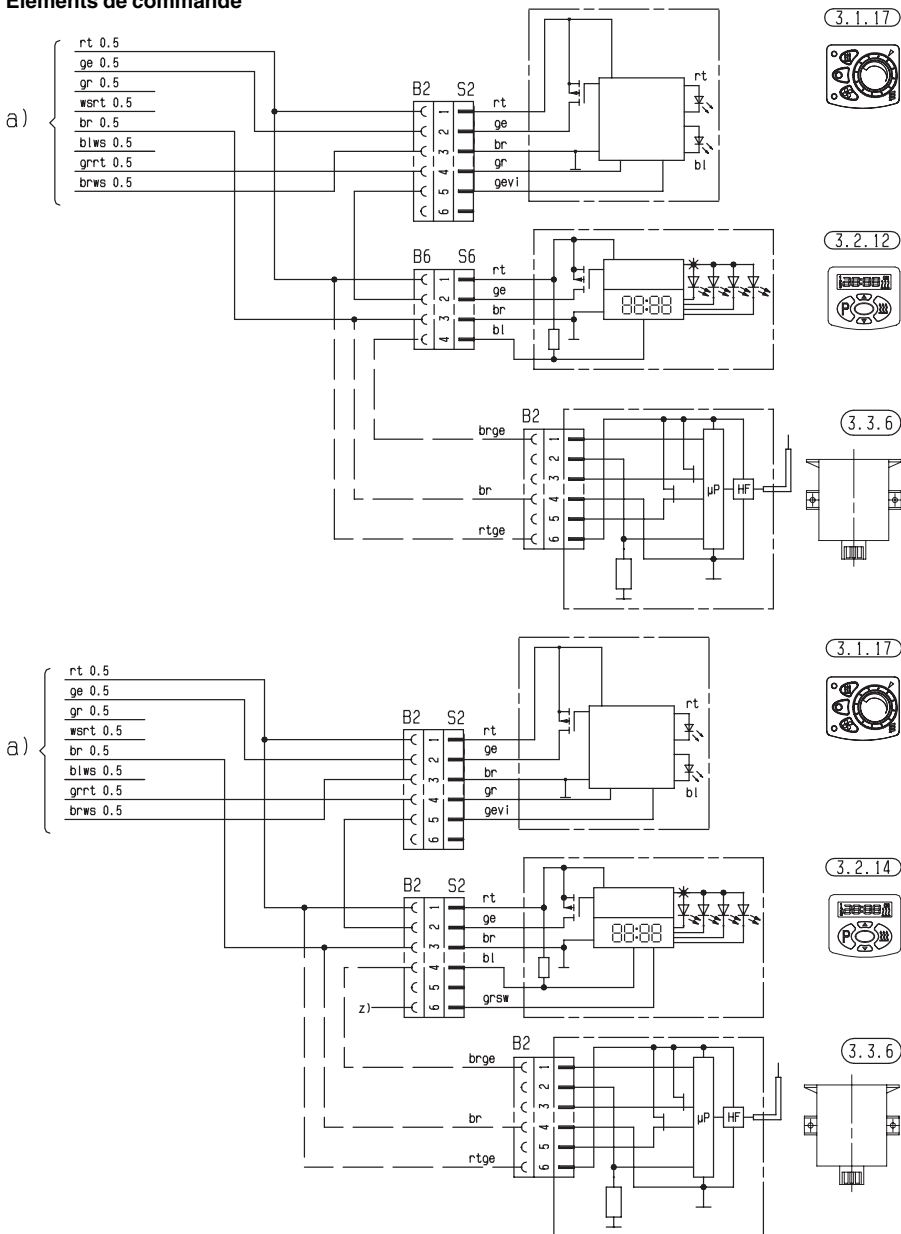 Éléments de commande
3.1.17
rt 0.5
ge 0.5
gr 0.5
wsrt 0.5
br 0.5
blws 0.5
grrt 0.5
brws 0.5
a)
B2 S2
1 rt
2 ge
3 br
4 gr
5 gevi
6
rt
bl
3.2.12
B6 S6
1 rt
2 ge
3 br
4 bl
88:88
P
3.3.6
B2
brge 1
2
3
br 4
5
rtge 6
µP HF
3.1.17
rt 0.5
ge 0.5
gr 0.5
wsrt 0.5
br 0.5
blws 0.5
grrt 0.5
brws 0.5
a)
B2 S2
1 rt
2 ge
3 br
4 gr
5 gevi
6
rt
bl
3.2.14
B2 S2
1 rt
2 ge
3 br
4 bl
5
z) 6 grsw
88:88
P
3.3.6
B2
brge 1
2
3
br 4
5
rtge 6
µP HF